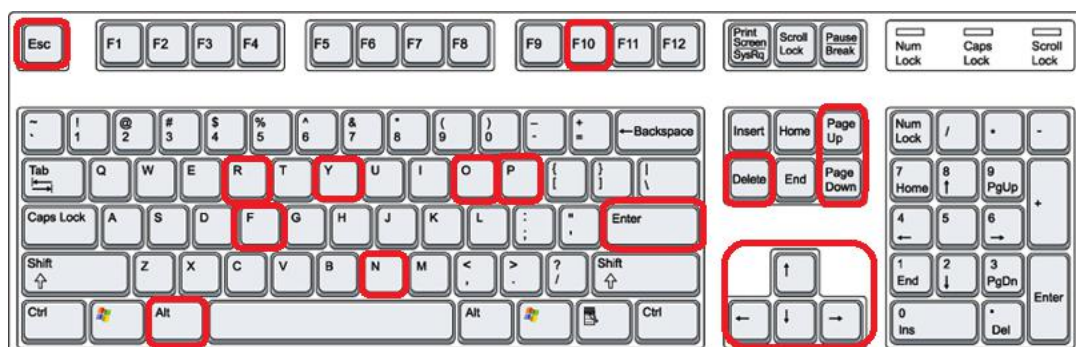 Esc F1 F2 F3 F4 F5 F6 F7 F8 F9 F10 F11 F12 Print Screen SysRq Scroll Lock Pause Break Num Lock Caps Lock Scroll Lock
~ ` ! 1 @ 2 # 3 $ 4 % 5 ^ 6 & 7 * 8 ( 9 ) 0 – - + = ←Backspace Insert Home Page Up Num Lock / * -
Tab Q W E R T Y U I O P { [ } ] | \ Delete End Page Down 7 Home 8 ↑ 9 PgUp +
Caps Lock A S D F G H J K L : ; " ' Enter 4 ← 5 6 →
Shift Z X C V B N M < , > . ? / Shift ↑ 1 End 2 ↓ 3 PgDn Enter
Ctrl Alt Alt Ctrl ← ↓ → 0 Ins . Del